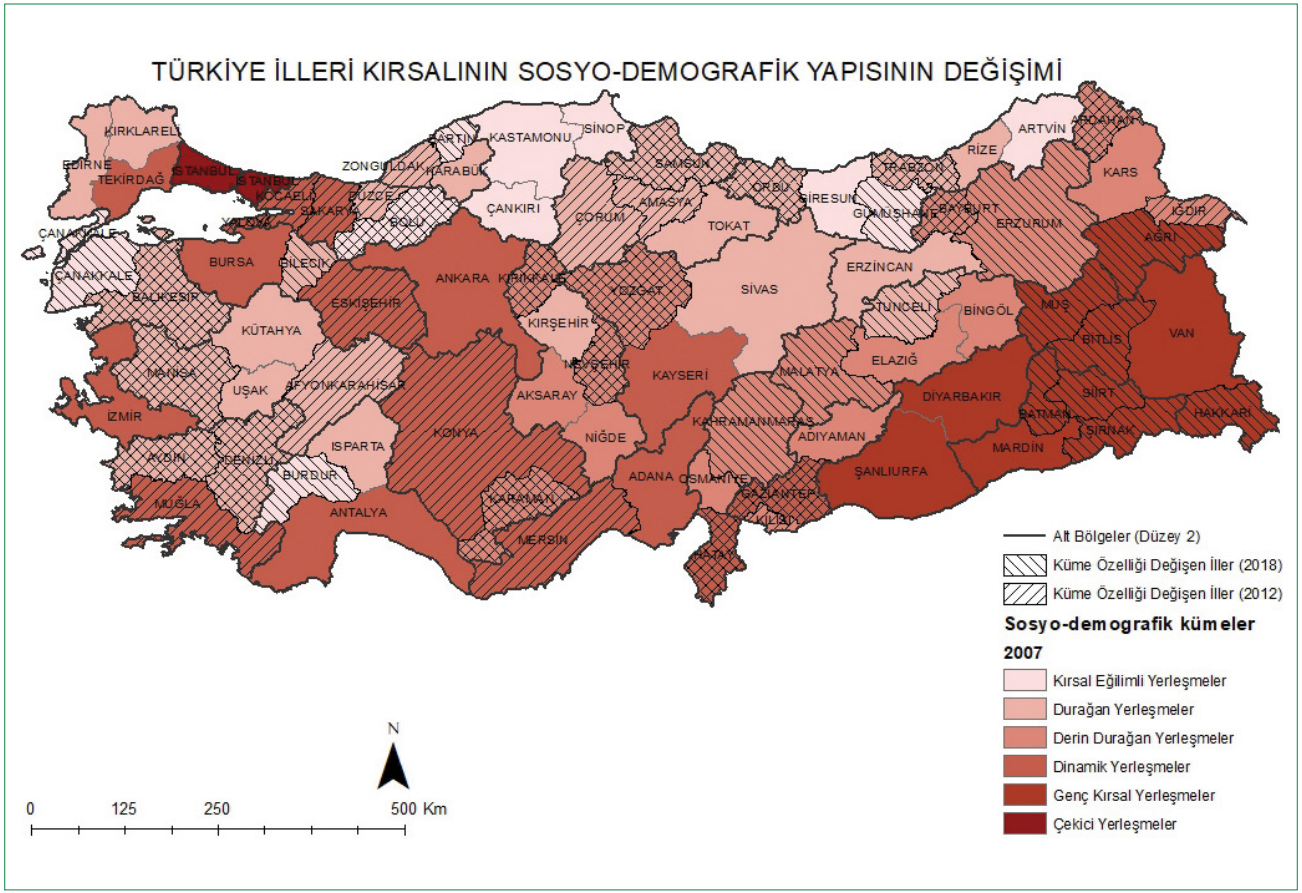 TÜRKİYE İLLERİ KIRSALININ SOSYO-DEMOGRAFİK YAPISININ DEĞİŞİMİ
KIRKLARELİ
EDİRNE
TEKİRDAĞ
İSTANBUL
İSTANBUL
KOCAELİ
YALOVA
SAKARYA
DÜZCE
ZONGULDAK
BARTIN
KARABÜK
KASTAMONU
SİNOP
BOLU
ÇANKIRI
ÇORUM
SAMSUN
AMASYA
ORDU
TOKAT
GİRESUN
GÜMÜŞHANE
TRABZON
BAYBURT
RİZE
ARTVİN
ARDAHAN
KARS
IĞDIR
ERZURUM
AĞRI
ÇANAKKALE
ÇANAKKALE
BALIKESİR
BURSA
BİLECİK
ESKİŞEHİR
ANKARA
KIRIKKALE
YOZGAT
KIRŞEHİR
SİVAS
ERZİNCAN
TUNCELİ
BİNGÖL
MUŞ
BİTLİS
VAN
KÜTAHYA
MANİSA
UŞAK
AFYONKARAHİSAR
İZMİR
AYDIN
DENİZLİ
ISPARTA
BURDUR
MUĞLA
ANTALYA
KONYA
AKSARAY
NEVŞEHİR
NİĞDE
KAYSERİ
KARAMAN
MERSİN
ADANA
OSMANİYE
HATAY
KAHRAMANMARAŞ
MALATYA
ELAZIĞ
ADIYAMAN
GAZİANTEP
KİLİS
ŞANLIURFA
DİYARBAKIR
MARDİN
BATMAN
SİİRT
ŞIRNAK
HAKKARİ
Alt Bölgeler (Düzey 2)
Küme Özelliği Değişen İller (2018)
Küme Özelliği Değişen İller (2012)
Sosyo-demografik kümeler
2007
Kırsal Eğilimli Yerleşmeler
Durağan Yerleşmeler
Derin Durağan Yerleşmeler
Dinamik Yerleşmeler
Genç Kırsal Yerleşmeler
Çekici Yerleşmeler
N
0 125 250 500 Km